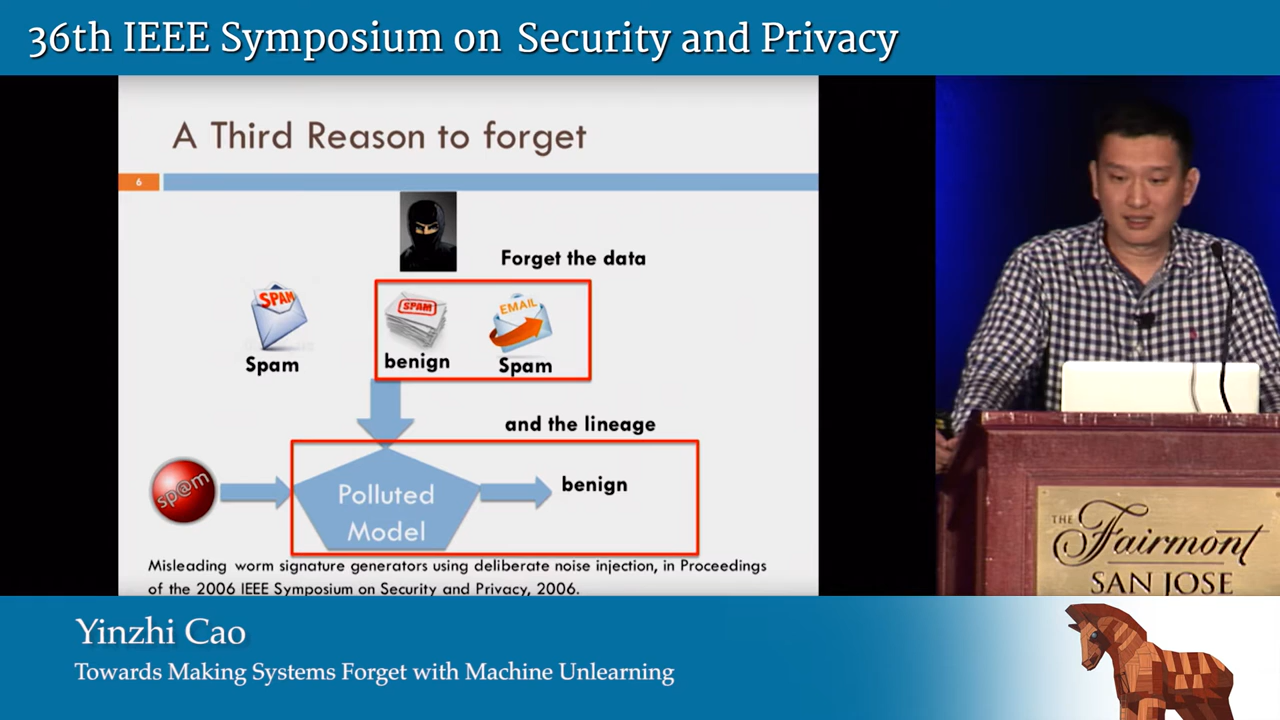 36th IEEE Symposium on Security and Privacy
A Third Reason to forget
6
Forget the data
SPAM
SPAM
EMAIL
Spam
benign
Spam
and the lineage
sp@m
Polluted
Model
benign
Misleading worm signature generators using deliberate noise injection, in Proceedings
of the 2006 IEEE Symposium on Security and Privacy, 2006.
THE
Fairmont
SAN JOSE
Yinzhi Cao
Towards Making Systems Forget with Machine Unlearning